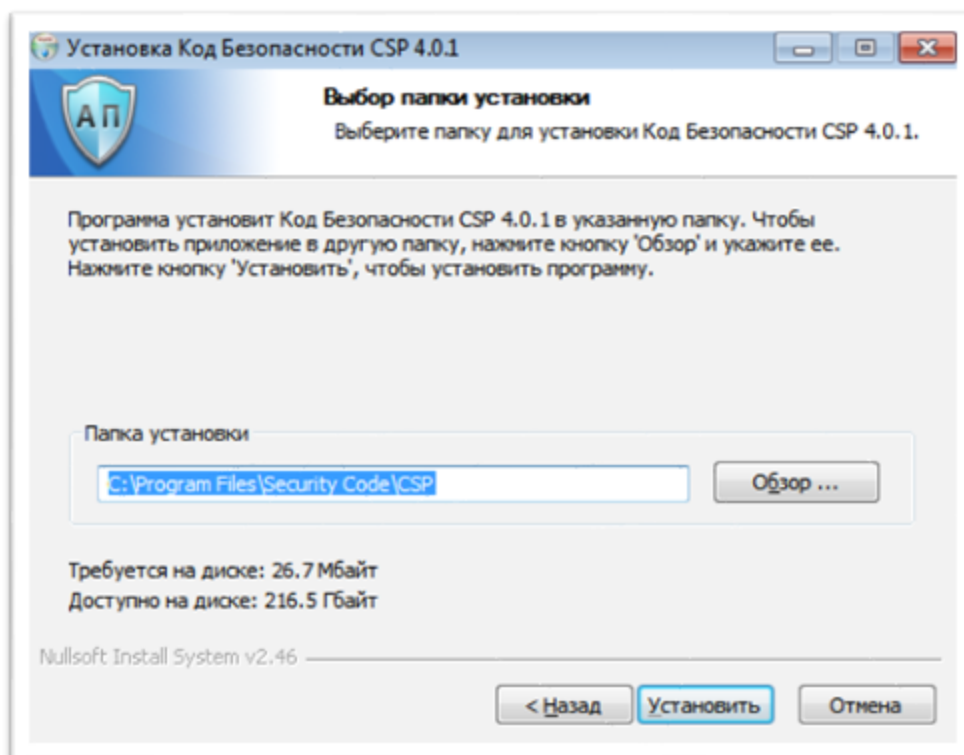 Установка Код Безопасности CSP 4.0.1
АП
Выбор папки установки
Выберите папку для установки Код Безопасности CSP 4.0.1.
Программа установит Код Безопасности CSP 4.0.1 в указанную папку. Чтобы
установить приложение в другую папку, нажмите кнопку 'Обзор' и укажите ее.
Нажмите кнопку 'Установить', чтобы установить программу.
Папка установки
C:\Program Files\Security Code\CSP
Обзор ...
Требуется на диске: 26.7 Мбайт
Доступно на диске: 216.5 Гбайт
Nullsoft Install System v2.46
< Назад
Установить
Отмена